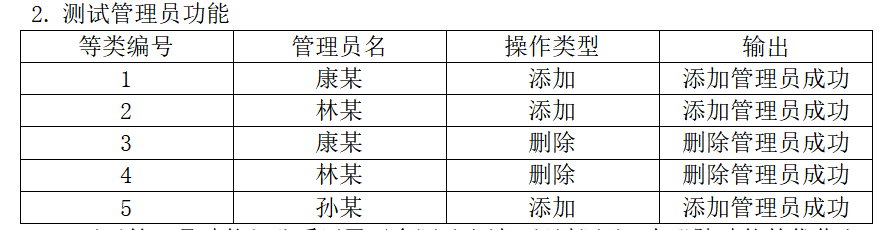 2. 测试管理员功能
等类编号 管理员名 操作类型 输出
1 康某 添加 添加管理员成功
2 林某 添加 添加管理员成功
3 康某 删除 删除管理员成功
4 林某 删除 删除管理员成功
5 孙某 添加 添加管理员成功